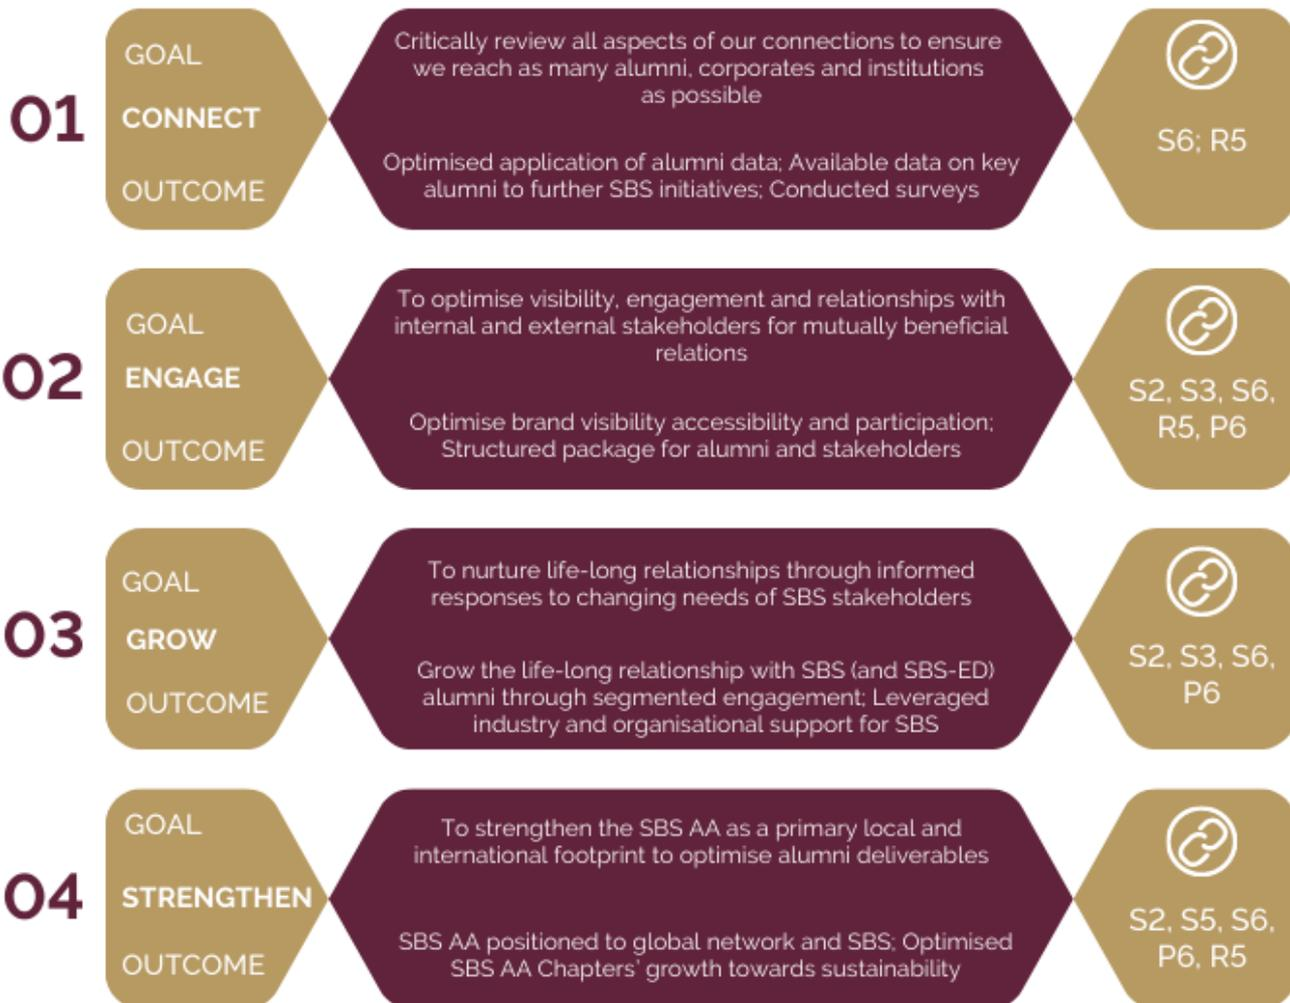 01
GOAL
CONNECT
OUTCOME
Critically review all aspects of our connections to ensure
we reach as many alumni, corporates and institutions
as possible
Optimised application of alumni data; Available data on key
alumni to further SBS initiatives; Conducted surveys
S6; R5
02
GOAL
ENGAGE
OUTCOME
To optimise visibility, engagement and relationships with
internal and external stakeholders for mutually beneficial
relations
Optimise brand visibility accessibility and participation;
Structured package for alumni and stakeholders
S2, S3, S6,
R5, P6
03
GOAL
GROW
OUTCOME
To nurture life-long relationships through informed
responses to changing needs of SBS stakeholders
Grow the life-long relationship with SBS (and SBS-ED)
alumni through segmented engagement; Leveraged
industry and organisational support for SBS
S2, S3, S6,
P6
04
GOAL
STRENGTHEN
OUTCOME
To strengthen the SBS AA as a primary local and
international footprint to optimise alumni deliverables
SBS AA positioned to global network and SBS; Optimised
SBS AA Chapters' growth towards sustainability
S2, S5, S6,
P6, R5